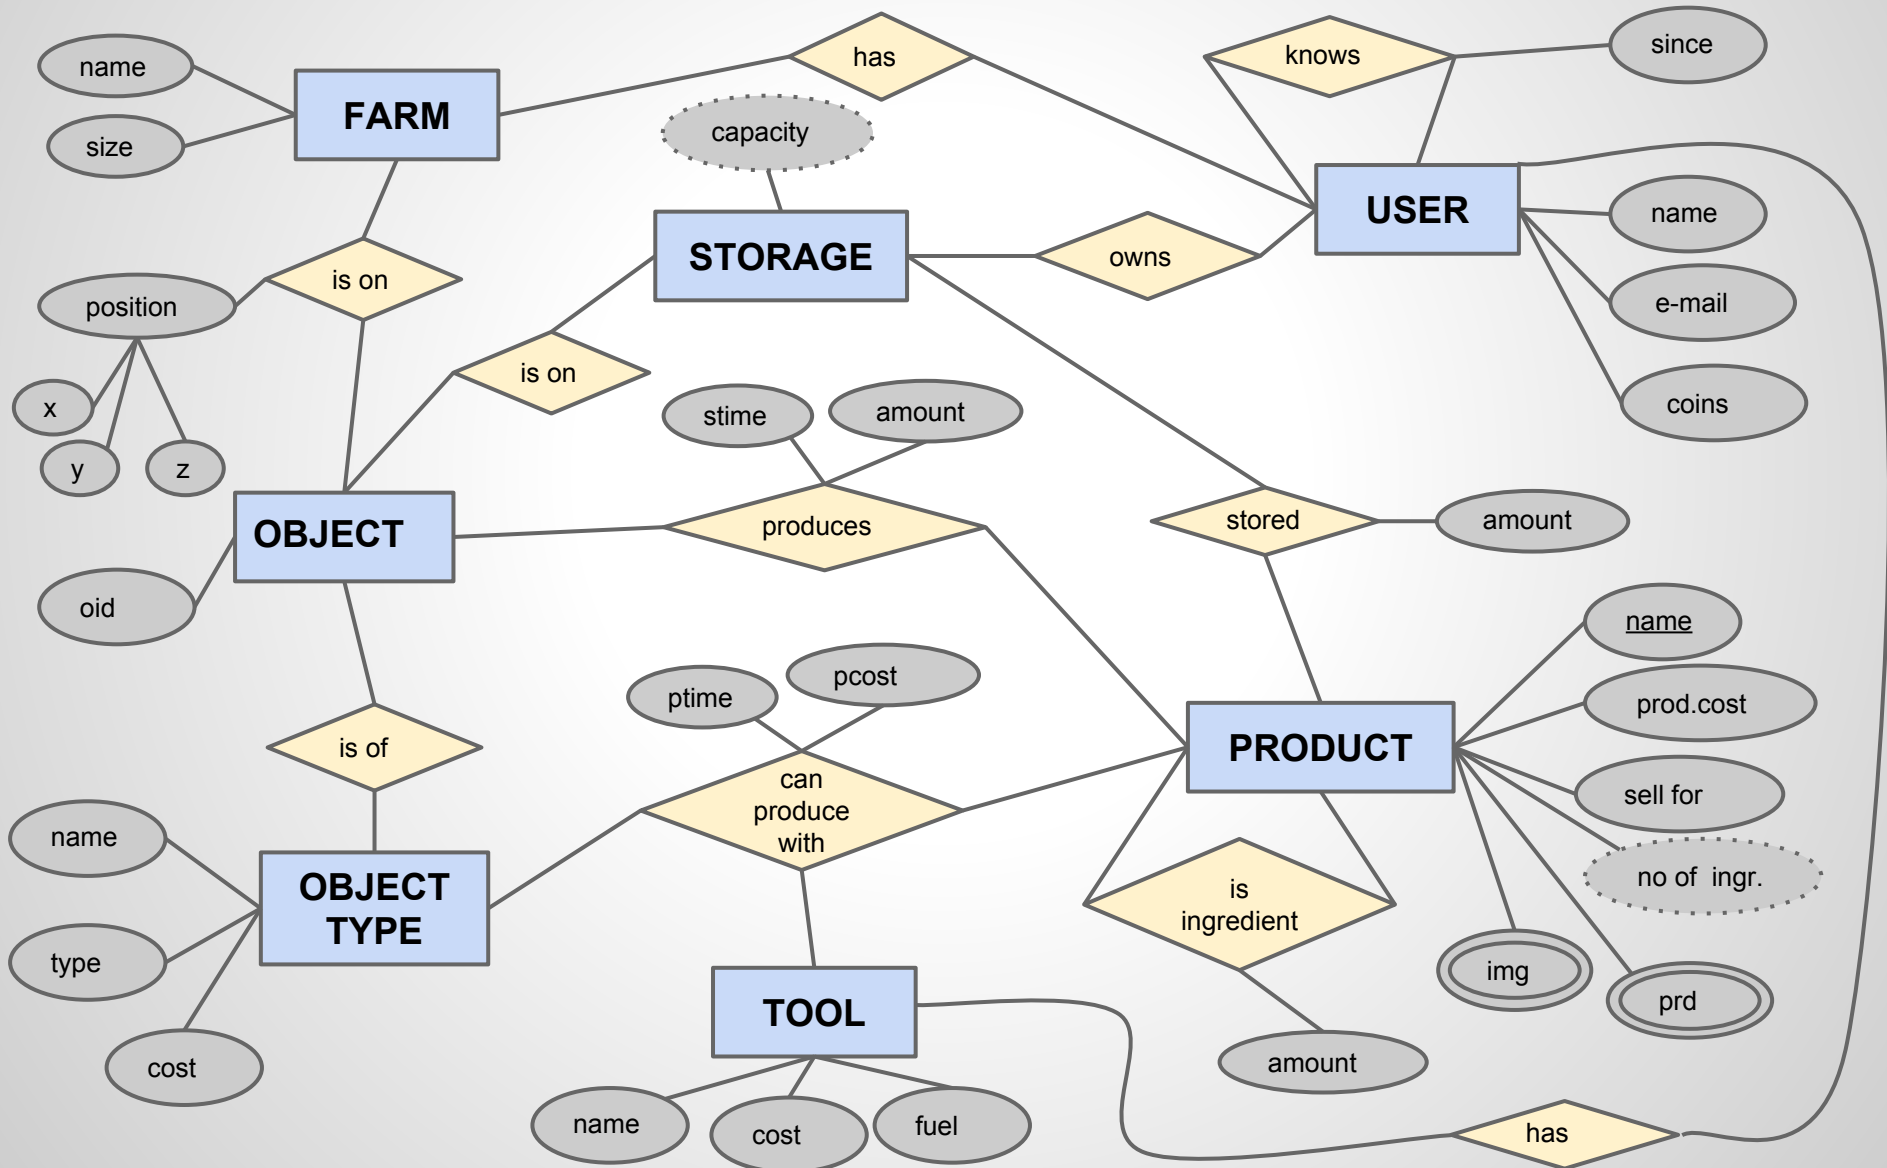 has
knows
since
name
FARM
size
capacity
USER
name
STORAGE
owns
is on
position
e-mail
is on
x
stime
amount
coins
y
z
OBJECT
produces
stored
amount
oid
name
ptime
pcost
prod.cost
is of
PRODUCT
can
produce
with
sell for
name
no of ingr.
OBJECT
TYPE
is
ingredient
type
img
prd
TOOL
cost
amount
name
cost
fuel
has